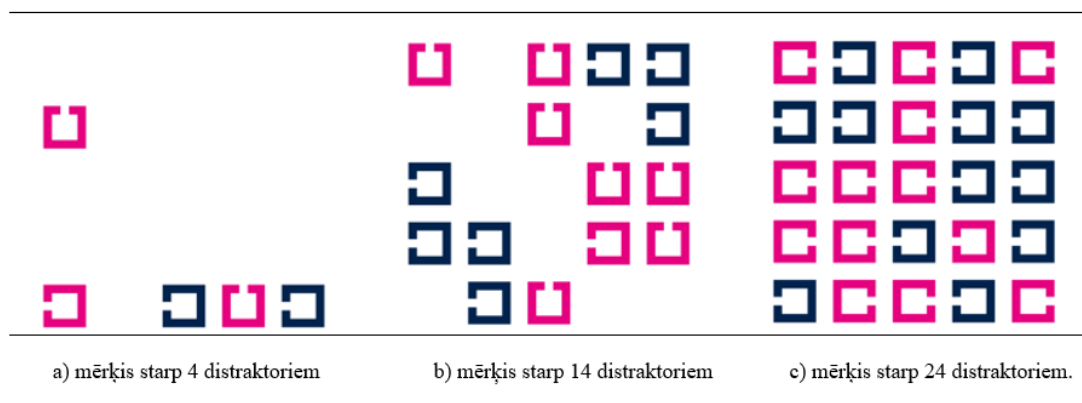 a) mērķis starp 4 distraktoriem
b) mērķis starp 14 distraktoriem
c) mērķis starp 24 distraktoriem.